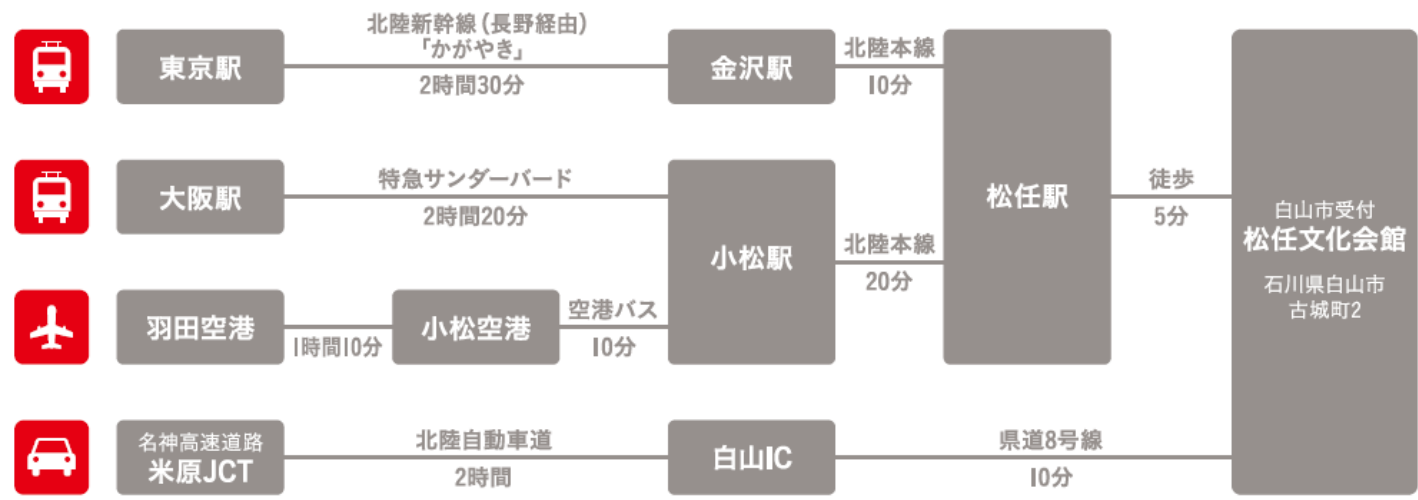 東京駅
北陸新幹線(長野経由)
「かがやき」
2時間30分
金沢駅
北陸本線
10分
大阪駅
特急サンダーバード
2時間20分
小松駅
北陸本線
20分
松任駅
徒歩
5分
白山市受付
松任文化会館
石川県白山市
古城町2
羽田空港
1時間10分
小松空港
空港バス
10分
名神高速道路
米原JCT
北陸自動車道
2時間
白山IC
県道8号線
10分